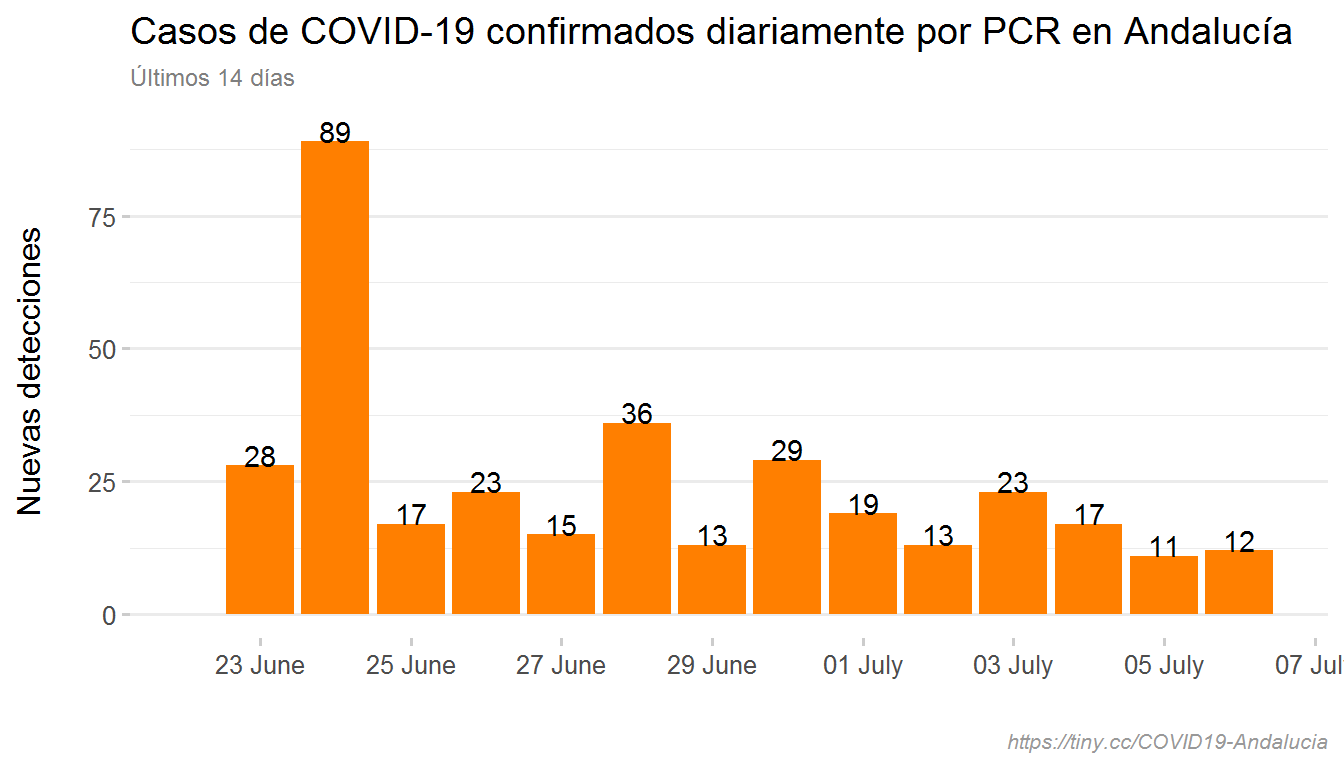 Casos de COVID-19 confirmados diariamente por PCR en Andalucía
Últimos 14 días
Nuevas detecciones
75
50
25
0
28
89
17
23
15
36
13
29
19
13
23
17
11
12
23 June
25 June
27 June
29 June
01 July
03 July
05 July
07 Jul
https://tiny.cc/COVID19-Andalucia